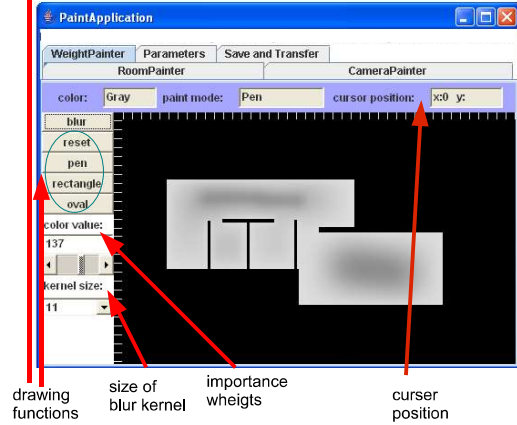 PaintApplication
WeightPainter Parameters Save and Transfer
RoomPainter CameraPainter
color: Gray paint mode: Pen cursor position: x:0 y:
blur
reset
pen
rectangle
oval
color value:
137
kernel size:
11
drawing functions
size of blur kernel
importance wheigts
curser position